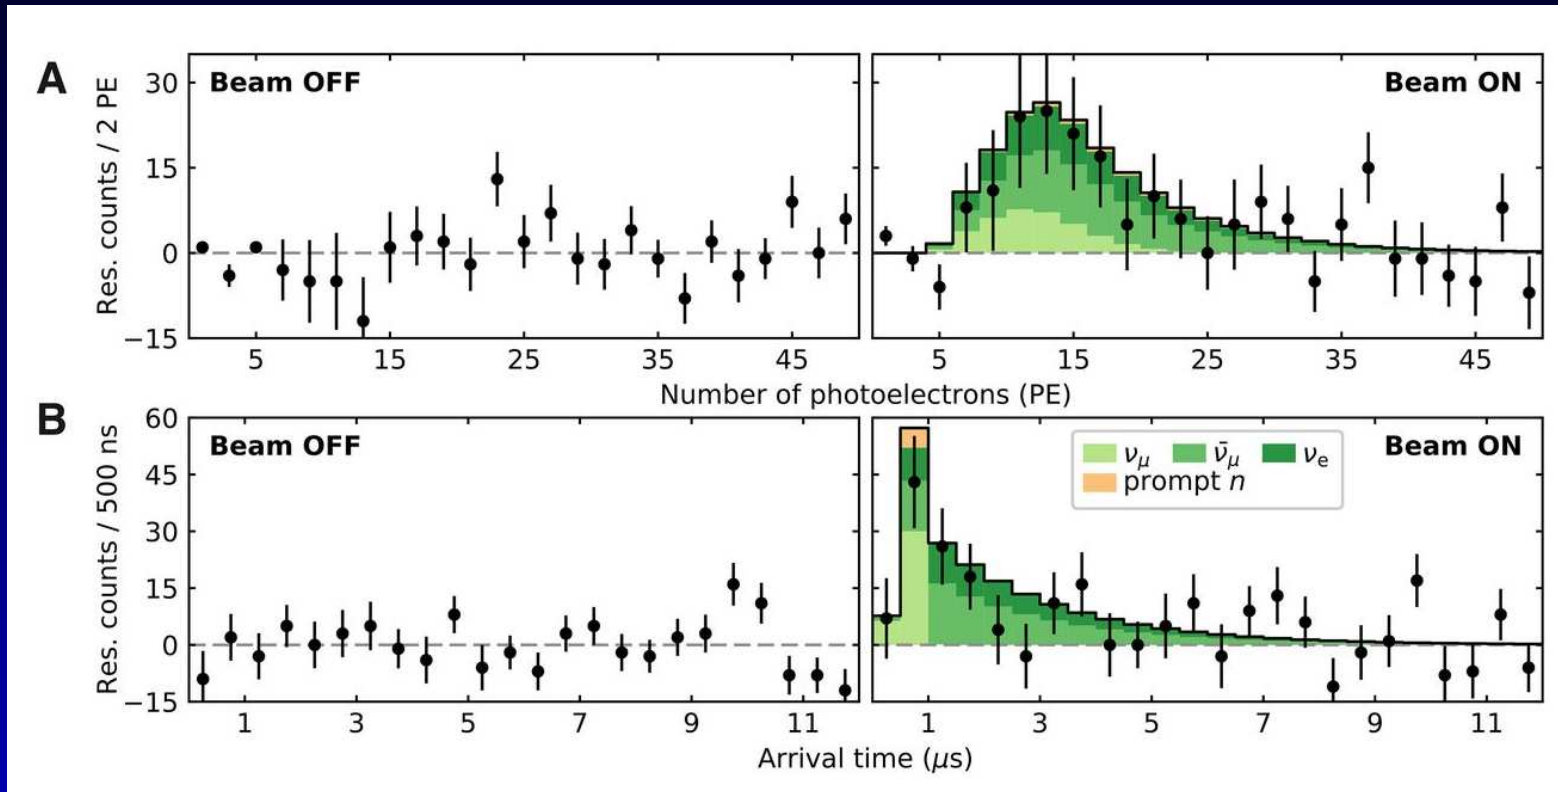 A
Res. counts / 2 PE
30
15
0
−15
Beam OFF
Beam ON
5 15 25 35 45
5 15 25 35 45
Number of photoelectrons (PE)
B
Res. counts / 500 ns
60
45
30
15
0
−15
Beam OFF
Beam ON
νμ ν̄μ νe
prompt n
1 3 5 7 9 11
1 3 5 7 9 11
Arrival time (μs)